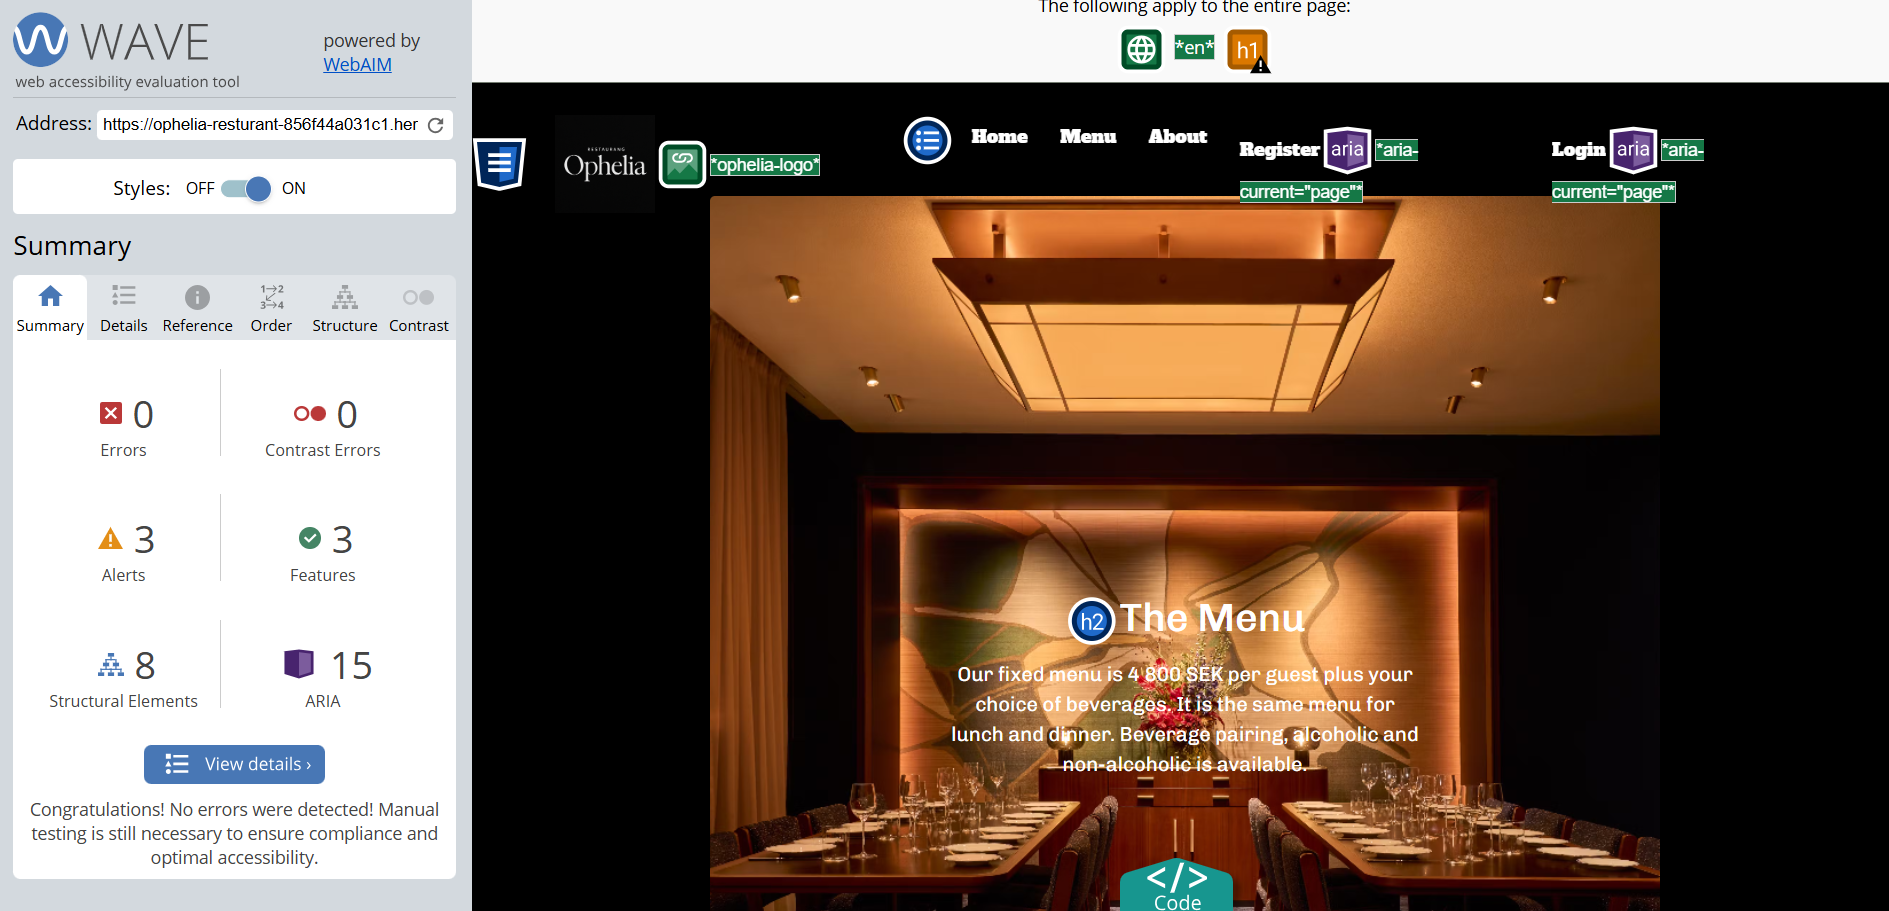 WAVE
web accessibility evaluation tool
powered by
WebAIM
Address: https://ophelia-resturant-856f44a031c1.her
Styles: OFF ON
Summary
Summary Details Reference Order Structure Contrast
0
Errors
0
Contrast Errors
3
Alerts
3
Features
8
Structural Elements
15
ARIA
View details ›
Congratulations! No errors were detected! Manual
testing is still necessary to ensure compliance and
optimal accessibility.
The following apply to the entire page:
*en* h1
RESTAURANG
Ophelia
*ophelia-logo*
Home Menu About
Register aria *aria-
current="page"*
Login aria *aria-
current="page"*
h2 The Menu
Our fixed menu is 4 800 SEK per guest plus your
choice of beverages. It is the same menu for
lunch and dinner. Beverage pairing, alcoholic and
non-alcoholic is available.
</>
Code